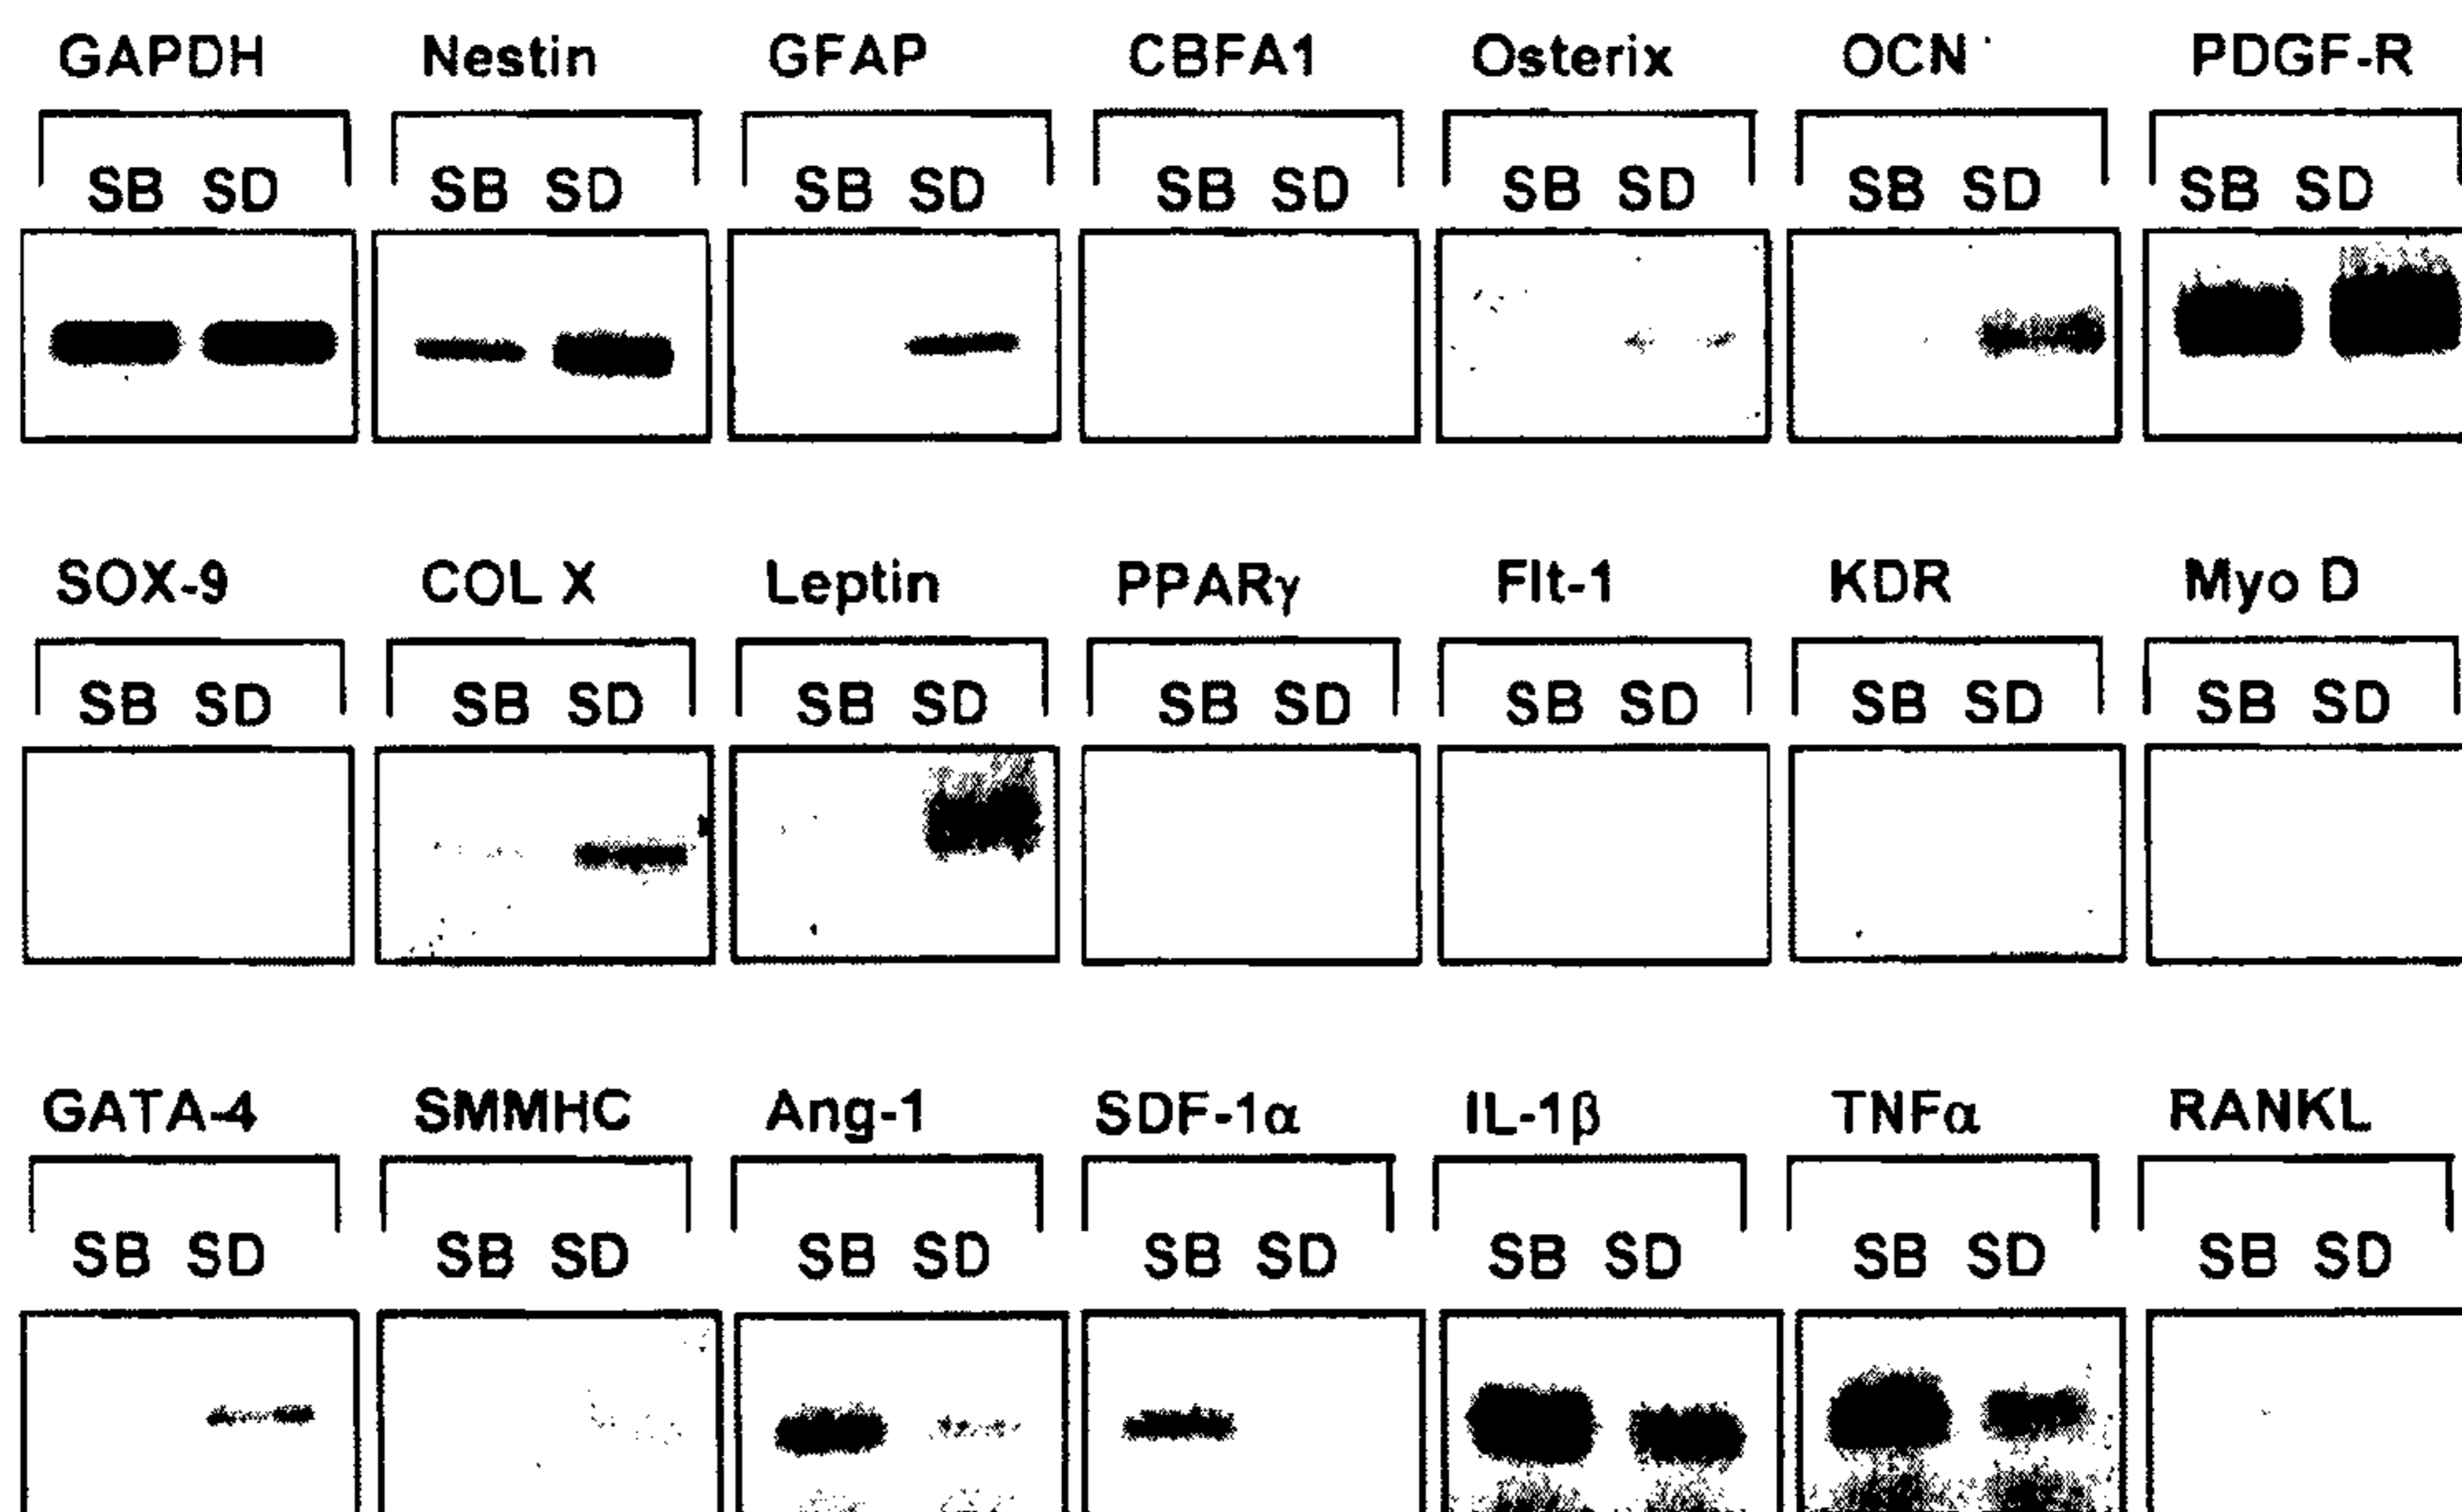 GAPDH Nestin GFAP CBFA1 Osterix OCN PDGF-R
SB SD SB SD SB SD SB SD SB SD SB SD SB SD
SOX-9 COL X Leptin PPARγ Flt-1 KDR Myo D
SB SD SB SD SB SD SB SD SB SD SB SD SB SD
GATA-4 SMMHC Ang-1 SDF-1α IL-1β TNFα RANKL
SB SD SB SD SB SD SB SD SB SD SB SD SB SD